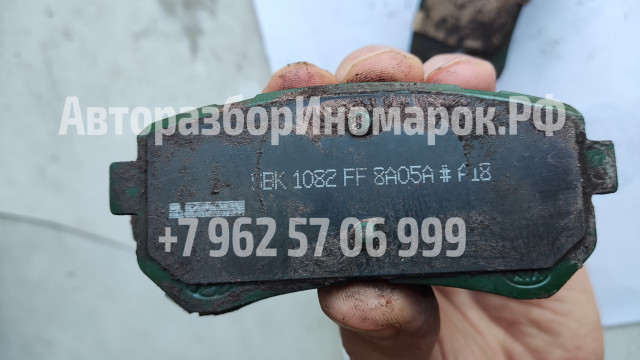 АвторазборИномарок.РФ
BK 1082 FF 8A05A # F18
+7 962 57 06 999